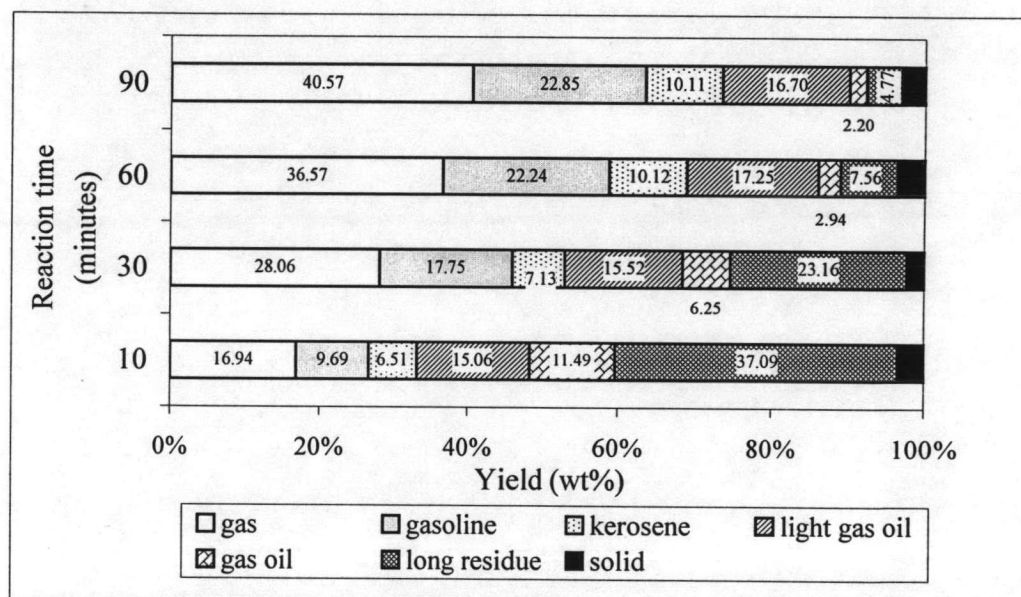 90
40.57 22.85 10.11 16.70 4.77
2.20
60
36.57 22.24 10.12 17.25 7.56
2.94
30
28.06 17.75 7.13 15.52 23.16
6.25
10
16.94 9.69 6.51 15.06 11.49 37.09
Reaction time
(minutes)
0% 20% 40% 60% 80% 100%
Yield (wt%)
gas gasoline kerosene light gas oil
gas oil long residue solid